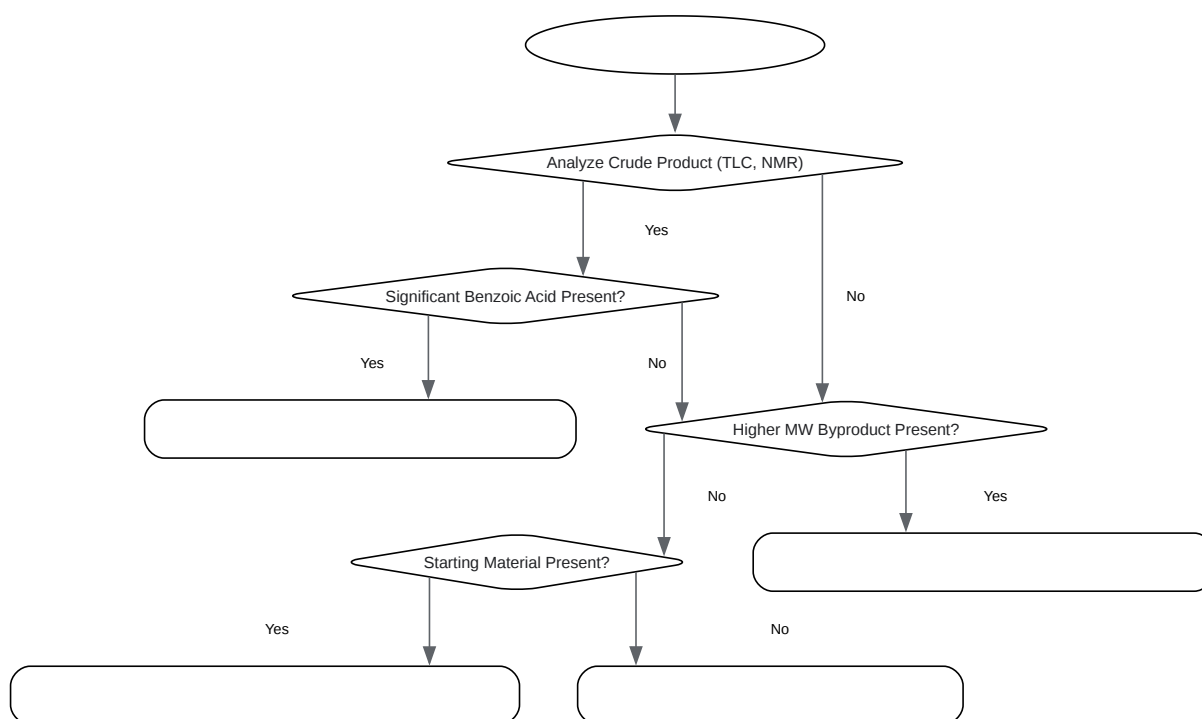 Analyze Crude Product (TLC, NMR)
Yes
Significant Benzoic Acid Present?
No
Yes
No
Higher MW Byproduct Present?
No
Yes
Starting Material Present?
Yes
No